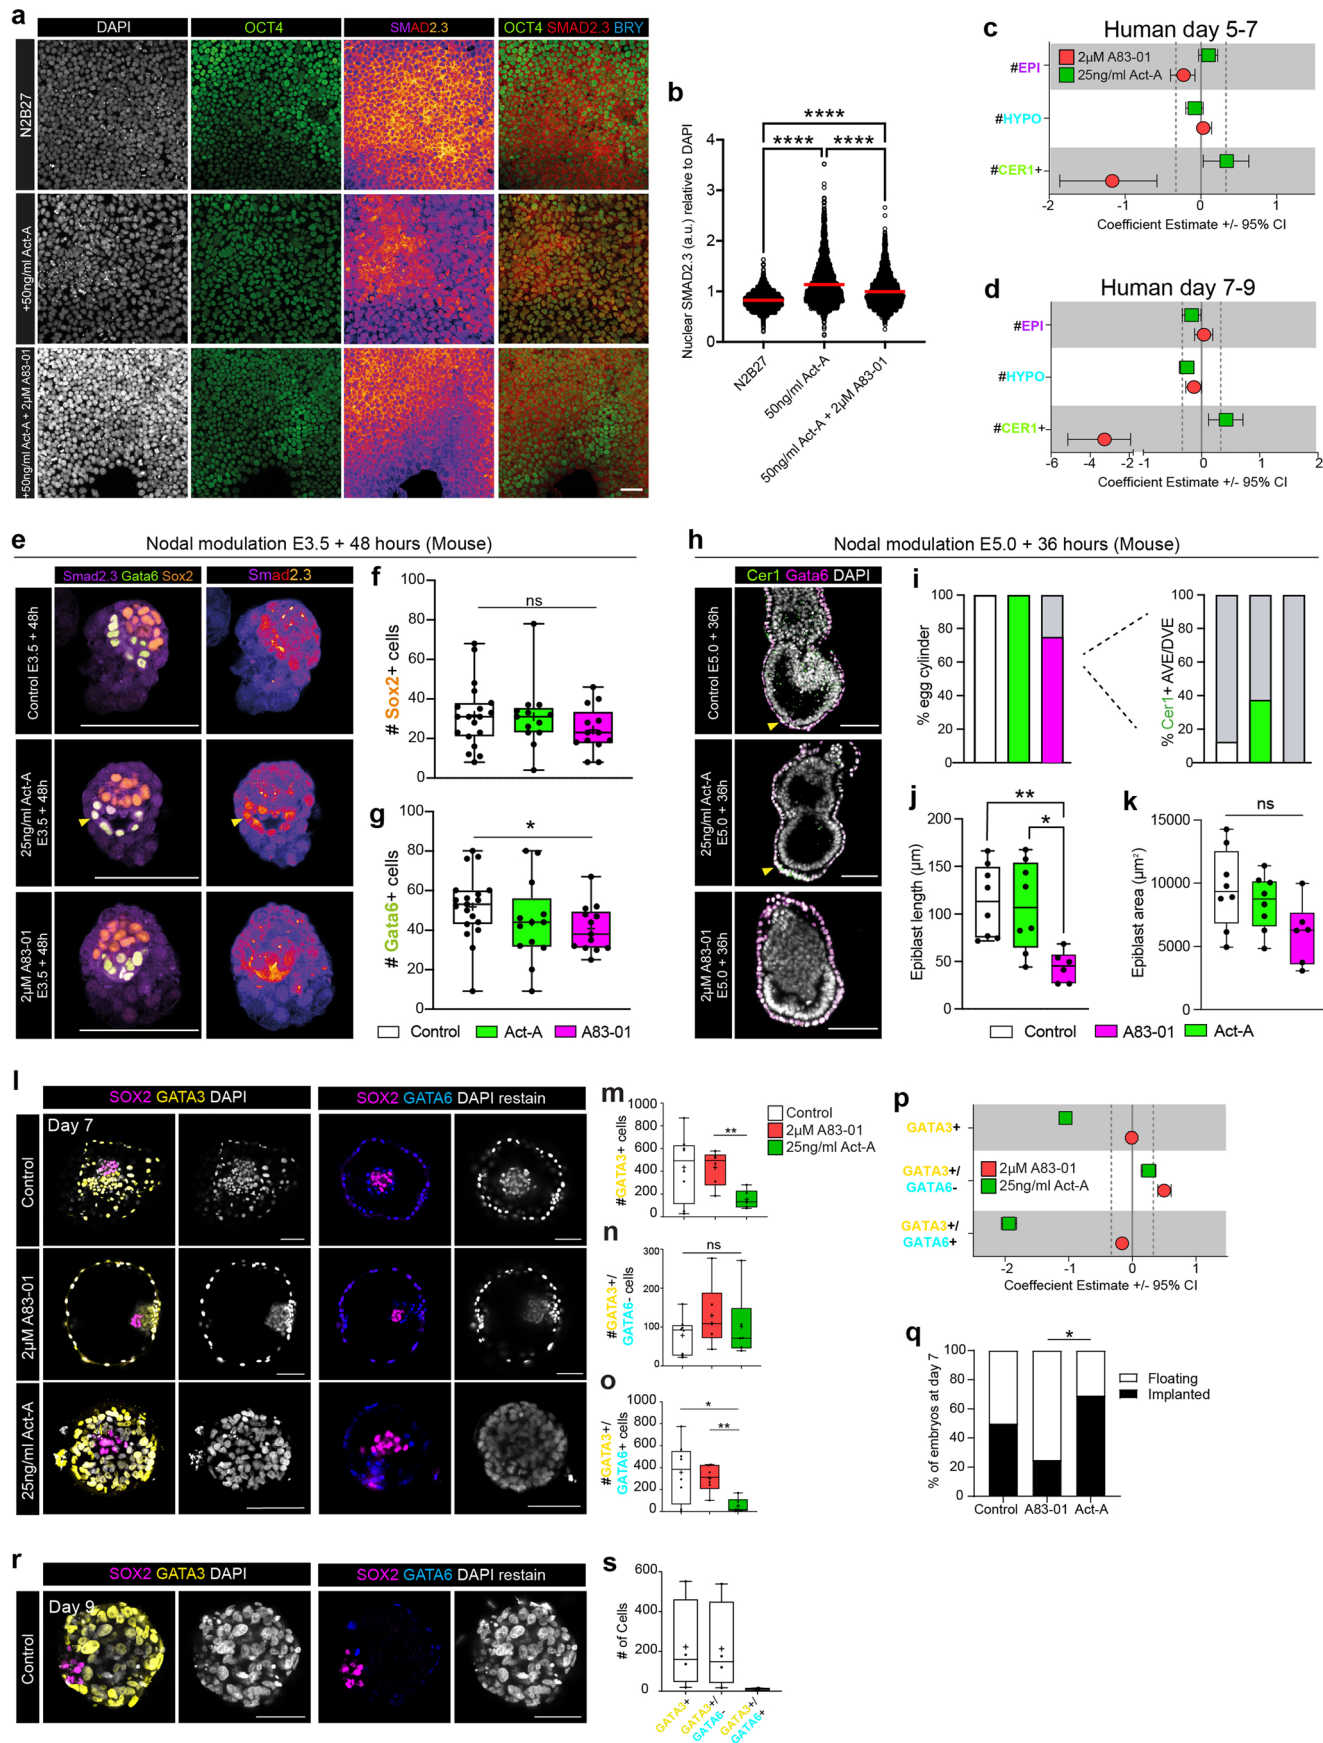 a
DAPI
OCT4
SMAD2.3
OCT4 SMAD2.3 BRY
N2B27
+50ng/ml Act-A
+50ng/ml Act-A + 2µM A83-01
b
Nuclear SMAD2.3 (a.u.) relative to DAPI
4
3
2
1
0
****
**** ****
N2B27
50ng/ml Act-A
50ng/ml Act-A + 2µM A83-01
c
Human day 5-7
2µM A83-01
25ng/ml Act-A
#EPI
#HYPO
#CER1+
-2 -1 0 1
Coefficient Estimate +/- 95% CI
d
Human day 7-9
#EPI
#HYPO
#CER1+
-6 -4 -2 -1 0 1 2
Coefficient Estimate +/- 95% CI
e
Nodal modulation E3.5 + 48 hours (Mouse)
Smad2.3 Gata6 Sox2
Smad2.3
Control E3.5 + 48h
25ng/ml Act-A
E3.5 + 48h
2µM A83-01
E3.5 + 48h
f
# Sox2+ cells
100
80
60
40
20
0
ns
g
# Gata6+ cells
100
80
60
40
20
0
*
Control
Act-A
A83-01
h
Nodal modulation E5.0 + 36 hours (Mouse)
Cer1 Gata6 DAPI
Control E5.0 + 36h
25ng/ml Act-A
E5.0 + 36h
2µM A83-01
E5.0 + 36h
i
% egg cylinder
100
80
60
40
20
0
% Cer1+ AVE/DVE
100
80
60
40
20
0
j
Epiblast length (µm)
200
150
100
50
0
**
*
k
Epiblast area (µm²)
15000
10000
5000
0
ns
Control
A83-01
Act-A
l
SOX2 GATA3 DAPI
SOX2 GATA6 DAPI restain
Day 7
Control
2µM A83-01
25ng/ml Act-A
m
#GATA3+ cells
1000
800
600
400
200
0
**
Control
2µM A83-01
25ng/ml Act-A
n
#GATA3+/
GATA6- cells
300
200
100
0
ns
o
#GATA3+/
GATA6+ cells
1000
800
600
400
200
0
*
**
p
GATA3+
GATA3+/
GATA6-
GATA3+/
GATA6+
2µM A83-01
25ng/ml Act-A
-2 -1 0 1
Coeffecient Estimate +/- 95% CI
q
% of embryos at day 7
100
80
60
40
20
0
*
Floating
Implanted
Control A83-01 Act-A
r
SOX2 GATA3 DAPI
SOX2 GATA6 DAPI restain
Day 9
Control
s
# of Cells
600
400
200
0
GATA3+
GATA3+/
GATA6-
GATA3+/
GATA6+